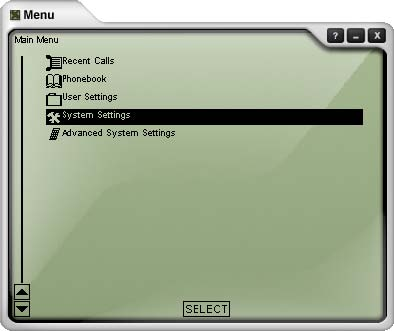 Menu
? – X
Main Menu
Recent Calls
Phonebook
User Settings
System Settings
Advanced System Settings
SELECT